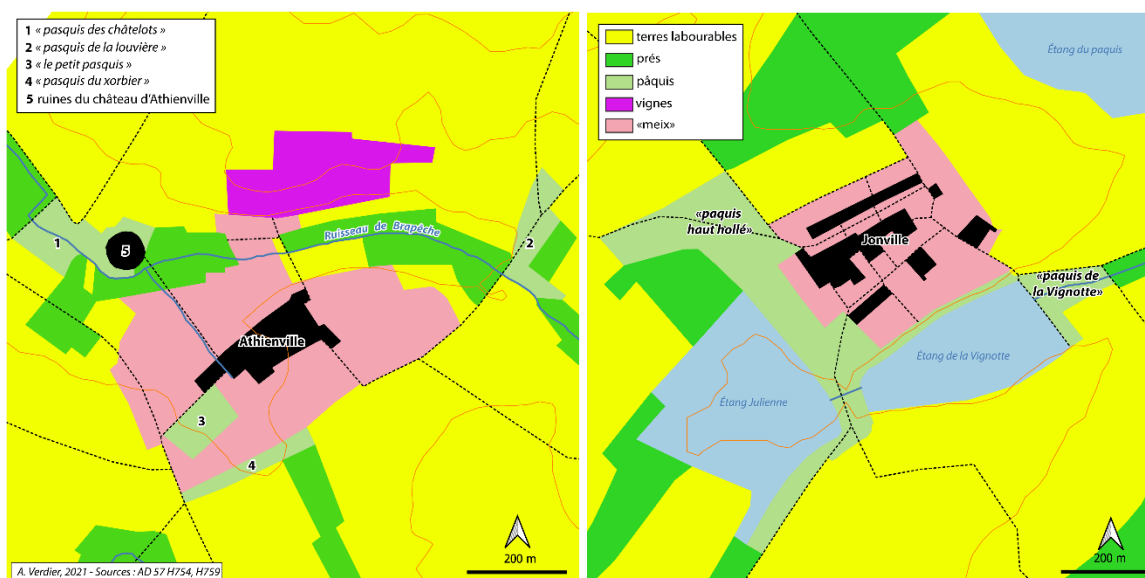 1 « pasquis des châtelots »
2 « pasquis de la louvière »
3 « le petit pasquis »
4 « pasquis du xorbier »
5 ruines du château d'Athienville
1
5
2
Ruisseau de Brapêche
Athienville
3
4
200 m
A. Verdier, 2021 - Sources : AD 57 H754, H759
terres labourables
prés
pâquis
vignes
«meix»
Étang du paquis
«paquis
haut hollé»
Jonville
«paquis de
la Vignotte»
Étang de la Vignotte
Étang Julienne
200 m